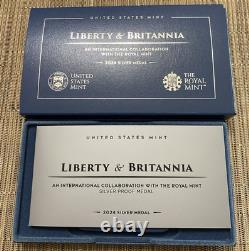 UNITED STATES MINT
LIBERTY & BRITANNIA
AN INTERNATIONAL COLLABORATION
WITH THE ROYAL MINT
2024 SILVER MEDAL
UNITED STATES
MINT
THE ROYAL MINT
UNITED STATES MINT
LIBERTY & BRITANNIA
AN INTERNATIONAL COLLABORATION WITH THE ROYAL MINT
SILVER PROOF MEDAL
2024 SILVER MEDAL